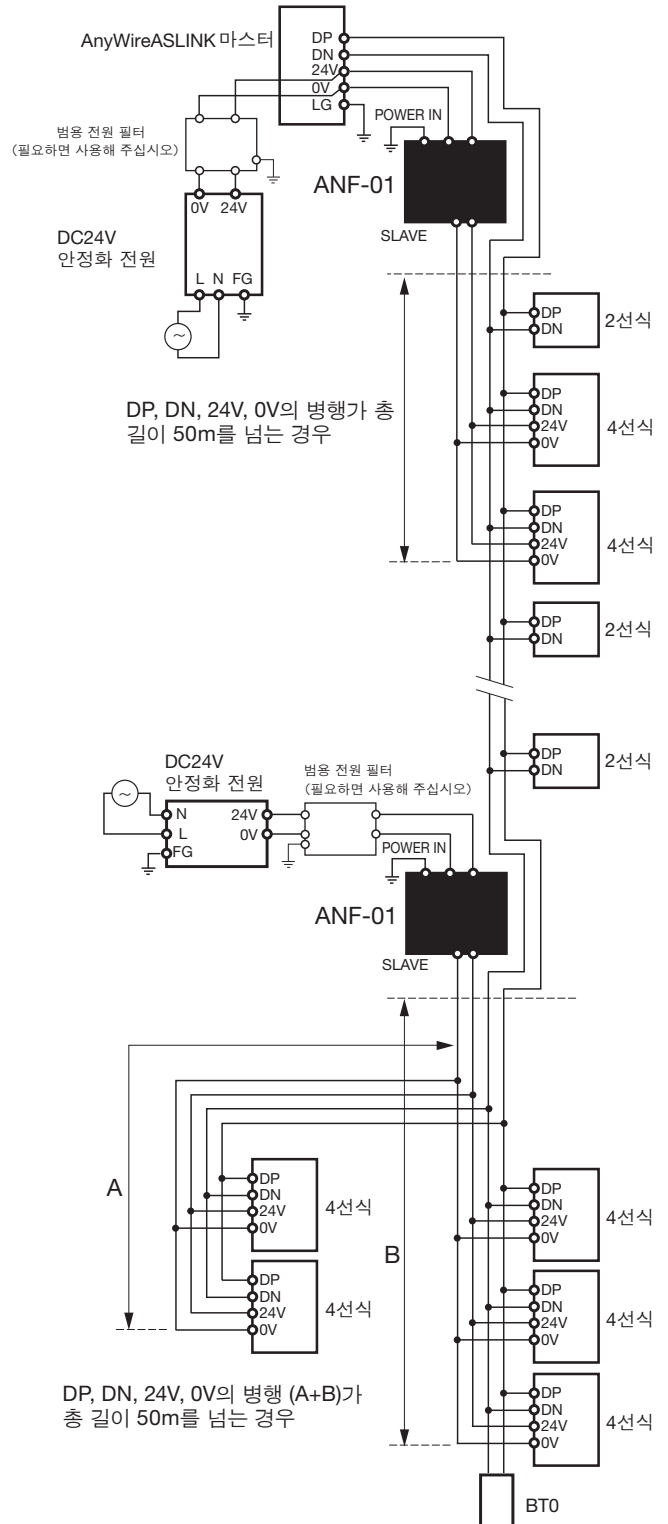 AnyWireASLINK 마스터
DP
DN
24V
0V
LG
범용 전원 필터
(필요하면 사용해 주십시오)
POWER IN
ANF-01
SLAVE
0V 24V
DC24V
안정화 전원
L N FG
~
DP, DN, 24V, 0V의 병행가 총
길이 50m를 넘는 경우
DP
DN
2선식
DP
DN
24V
0V
4선식
DP
DN
24V
0V
4선식
DP
DN
2선식
DP
DN
2선식
DC24V
안정화 전원
범용 전원 필터
(필요하면 사용해 주십시오)
~
N
L
FG
24V
0V
POWER IN
ANF-01
SLAVE
A
B
DP
DN
24V
0V
4선식
DP
DN
24V
0V
4선식
DP
DN
24V
0V
4선식
DP
DN
24V
0V
4선식
DP
DN
24V
0V
4선식
DP, DN, 24V, 0V의 병행 (A+B)가
총 길이 50m를 넘는 경우
BT0